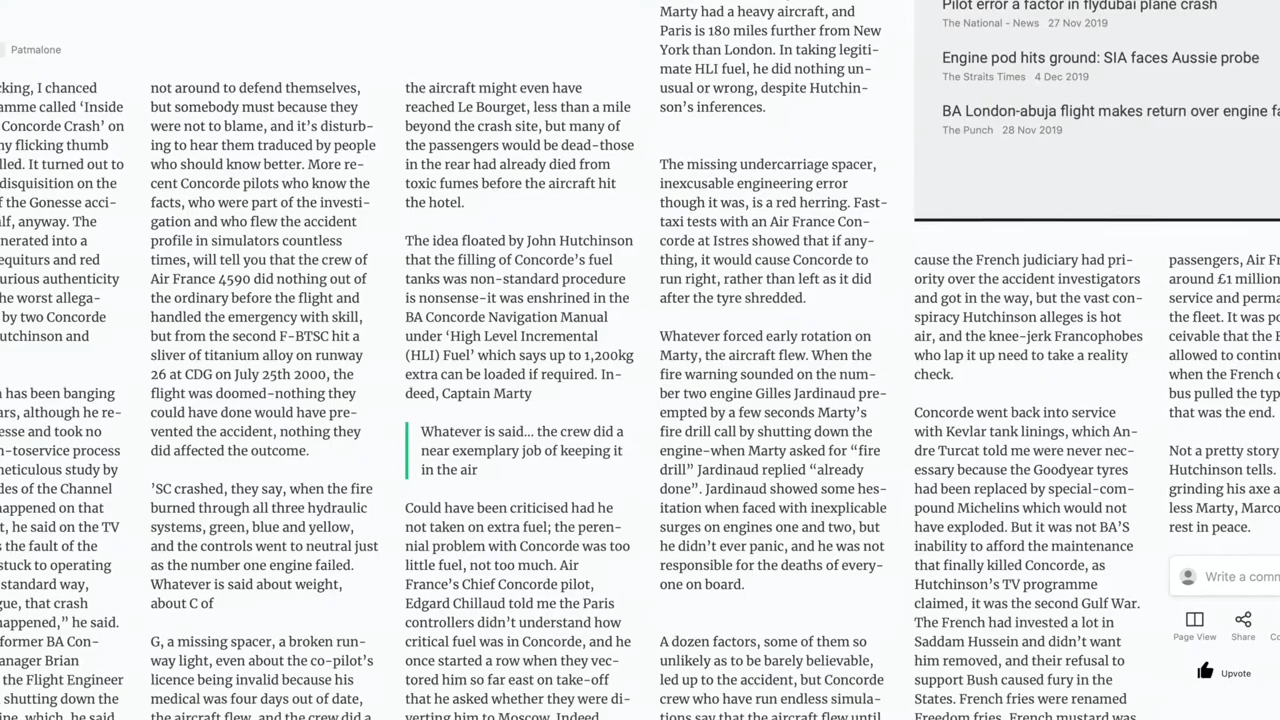 Patmalone
cking, I chanced
amme called ‘Inside
Concorde Crash’ on
ny flicking thumb
lled. It turned out to
disquisition on the
f the Gonesse acci-
alf, anyway. The
nerated into a
equiturs and red
urious authenticity
he worst allega-
by two Concorde
utchinson and
n has been banging
ars, although he re-
esse and took no
n-toservice process
neticulous study by
des of the Channel
appened on that
t, he said on the TV
s the fault of the
stuck to operating
standard way,
gue, that crash
happened,” he said.
former BA Con-
anager Brian
the Flight Engineer
shutting down the
ine, which, he said
not around to defend themselves,
but somebody must because they
were not to blame, and it’s disturb-
ing to hear them traduced by people
who should know better. More re-
cent Concorde pilots who know the
facts, who were part of the investi-
gation and who flew the accident
profile in simulators countless
times, will tell you that the crew of
Air France 4590 did nothing out of
the ordinary before the flight and
handled the emergency with skill,
but from the second F-BTSC hit a
sliver of titanium alloy on runway
26 at CDG on July 25th 2000, the
flight was doomed-nothing they
could have done would have pre-
vented the accident, nothing they
did affected the outcome.
’SC crashed, they say, when the fire
burned through all three hydraulic
systems, green, blue and yellow,
and the controls went to neutral just
as the number one engine failed.
Whatever is said about weight,
about C of
G, a missing spacer, a broken run-
way light, even about the co-pilot’s
licence being invalid because his
medical was four days out of date,
the aircraft flew, and the crew did a
the aircraft might even have
reached Le Bourget, less than a mile
beyond the crash site, but many of
the passengers would be dead-those
in the rear had already died from
toxic fumes before the aircraft hit
the hotel.
The idea floated by John Hutchinson
that the filling of Concorde’s fuel
tanks was non-standard procedure
is nonsense-it was enshrined in the
BA Concorde Navigation Manual
under ‘High Level Incremental
(HLI) Fuel’ which says up to 1,200kg
extra can be loaded if required. In-
deed, Captain Marty
Whatever is said... the crew did a
near exemplary job of keeping it
in the air
Could have been criticised had he
not taken on extra fuel; the peren-
nial problem with Concorde was too
little fuel, not too much. Air
France’s Chief Concorde pilot,
Edgard Chillaud told me the Paris
controllers didn’t understand how
critical fuel was in Concorde, and he
once started a row when they vec-
tored him so far east on take-off
that he asked whether they were di-
verting him to Moscow. Indeed
Marty had a heavy aircraft, and
Paris is 180 miles further from New
York than London. In taking legiti-
mate HLI fuel, he did nothing un-
usual or wrong, despite Hutchin-
son’s inferences.
The missing undercarriage spacer,
inexcusable engineering error
though it was, is a red herring. Fast-
taxi tests with an Air France Con-
corde at Istres showed that if any-
thing, it would cause Concorde to
run right, rather than left as it did
after the tyre shredded.
Whatever forced early rotation on
Marty, the aircraft flew. When the
fire warning sounded on the num-
ber two engine Gilles Jardinaud pre-
empted by a few seconds Marty’s
fire drill call by shutting down the
engine-when Marty asked for “fire
drill” Jardinaud replied “already
done”. Jardinaud showed some hes-
itation when faced with inexplicable
surges on engines one and two, but
he didn’t ever panic, and he was not
responsible for the deaths of every-
one on board.
A dozen factors, some of them so
unlikely as to be barely believable,
led up to the accident, but Concorde
crew who have run endless simula-
tions say that the aircraft flew until
Pilot error a factor in flydubai plane crash
The National - News 27 Nov 2019
Engine pod hits ground: SIA faces Aussie probe
The Straits Times 4 Dec 2019
BA London-abuja flight makes return over engine fa
The Punch 28 Nov 2019
cause the French judiciary had pri-
ority over the accident investigators
and got in the way, but the vast con-
spiracy Hutchinson alleges is hot
air, and the knee-jerk Francophobes
who lap it up need to take a reality
check.
Concorde went back into service
with Kevlar tank linings, which An-
dre Turcat told me were never nec-
essary because the Goodyear tyres
had been replaced by special-com-
pound Michelins which would not
have exploded. But it was not BA’S
inability to afford the maintenance
that finally killed Concorde, as
Hutchinson’s TV programme
claimed, it was the second Gulf War.
The French had invested a lot in
Saddam Hussein and didn’t want
him removed, and their refusal to
support Bush caused fury in the
States. French fries were renamed
Freedom fries, French mustard was
passengers, Air Fr
around £1 million
service and perma
the fleet. It was po
ceivable that the F
allowed to continu
when the French c
bus pulled the typ
that was the end.
Not a pretty story
Hutchinson tells.
grinding his axe a
less Marty, Marco
rest in peace.
Write a comm
Page View
Share
Co
Upvote